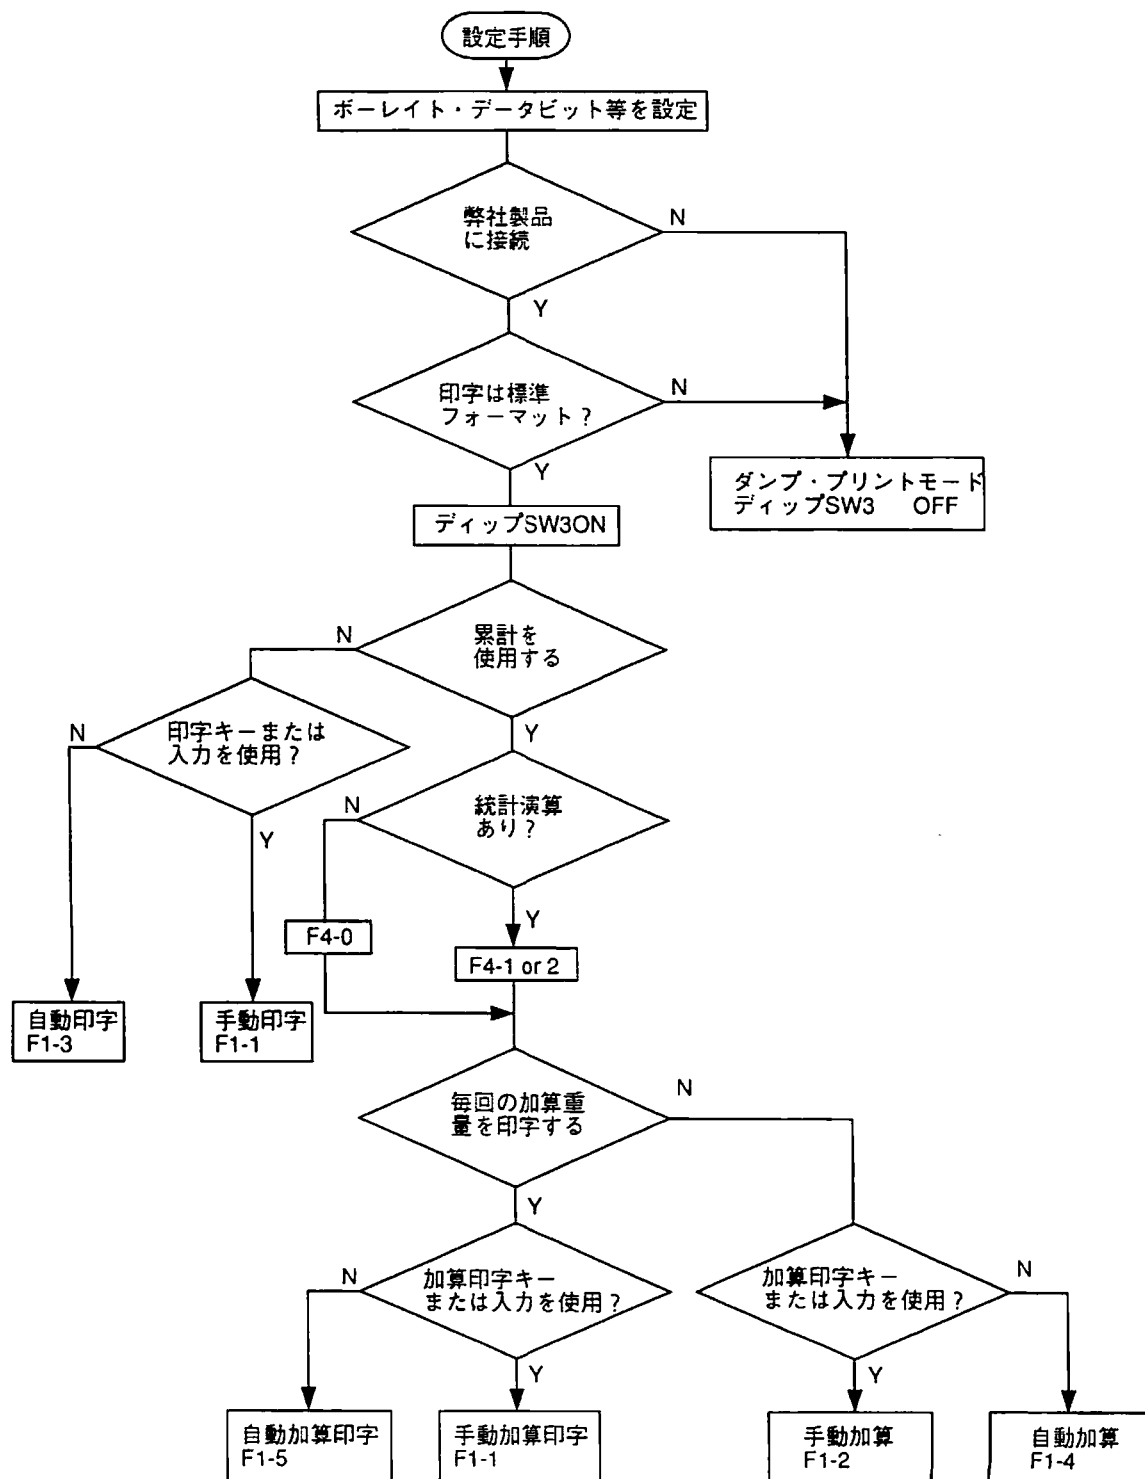 設定手順
ボーレイト・データビット等を設定
弊社製品
に接続
N
Y
印字は標準
フォーマット?
N
Y
ダンプ・プリントモード
ディップSW3 OFF
ディップSW3ON
累計を
使用する
N
Y
印字キーまたは
入力を使用?
N
Y
統計演算
あり?
N
Y
F4-0
F4-1 or 2
自動印字
F1-3
手動印字
F1-1
毎回の加算重
量を印字する
N
Y
加算印字キー
または入力を使用?
N
Y
加算印字キー
または入力を使用?
N
Y
自動加算印字
F1-5
手動加算印字
F1-1
手動加算
F1-2
自動加算
F1-4